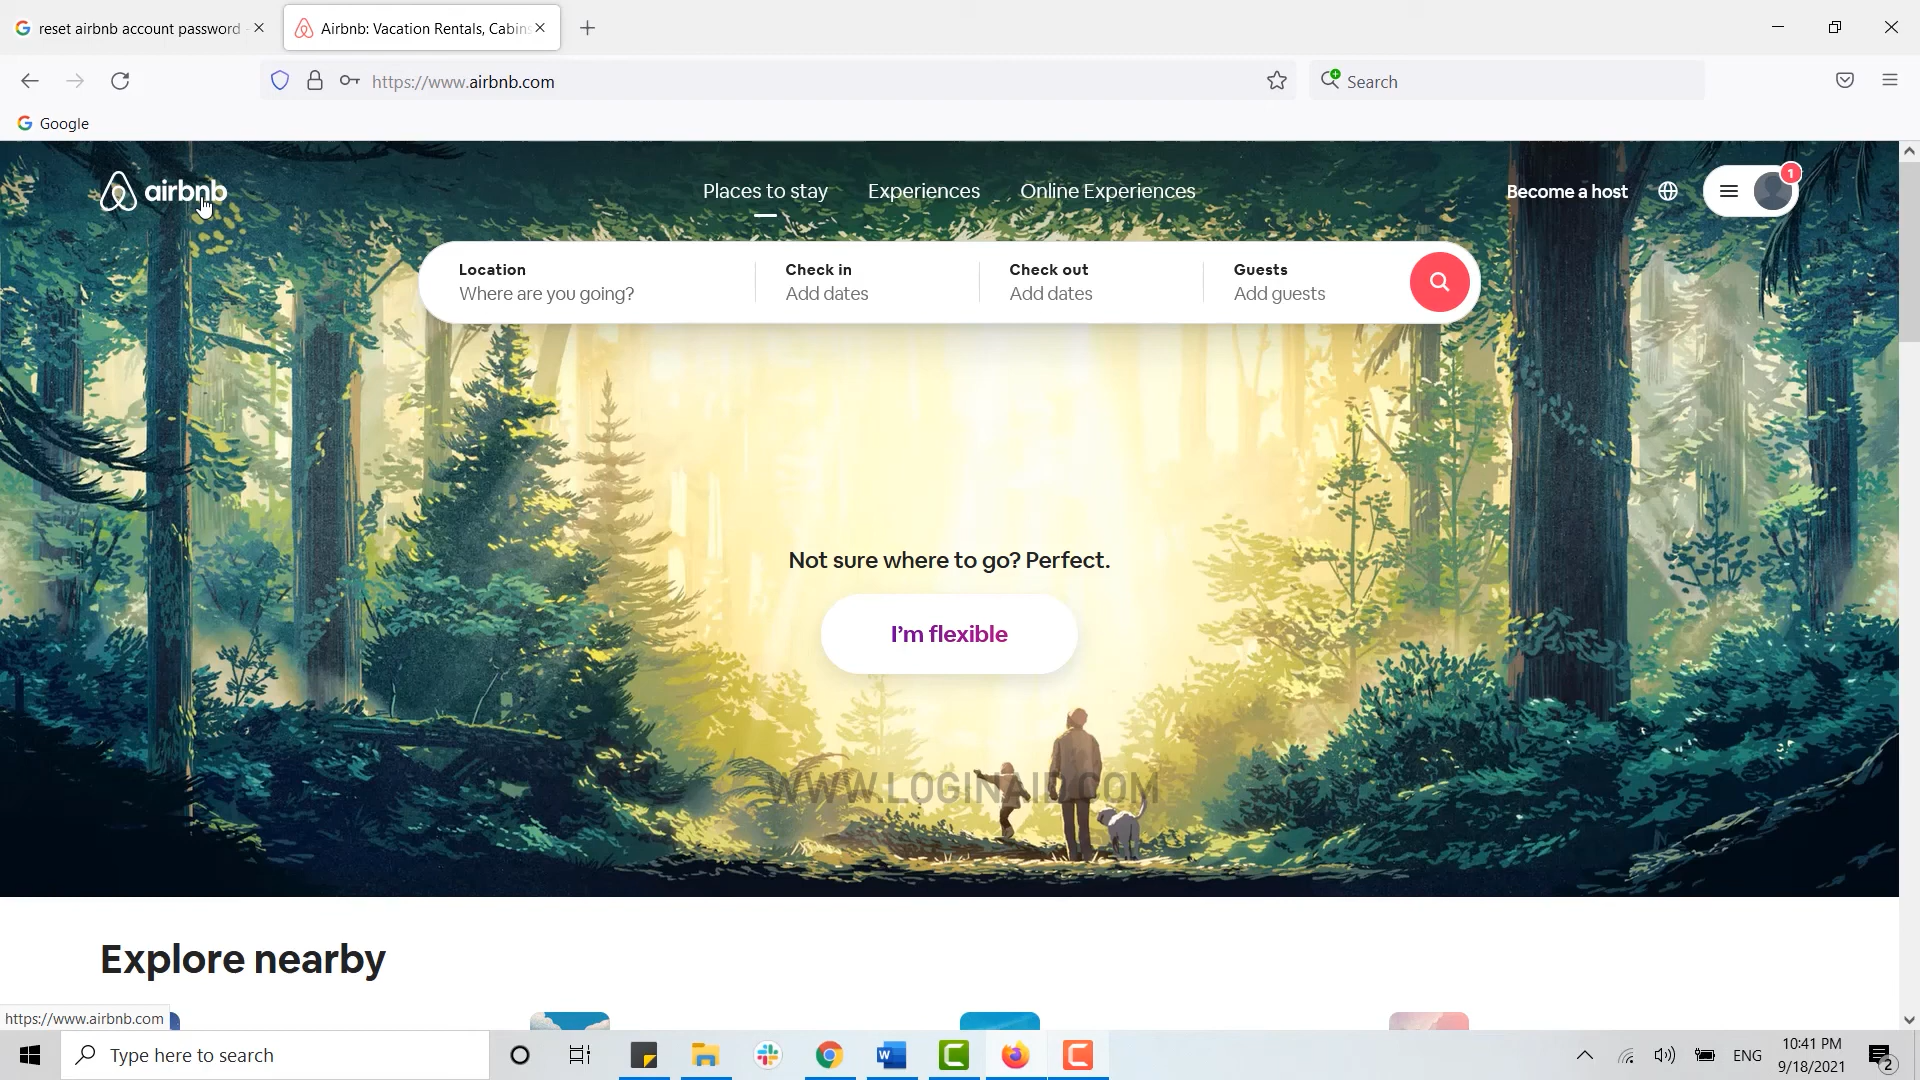 reset airbnb account password
Airbnb: Vacation Rentals, Cabins
https://www.airbnb.com
Search
Google
airbnb
Places to stay
Experiences
Online Experiences
Become a host
1
Location
Where are you going?
Check in
Add dates
Check out
Add dates
Guests
Add guests
Not sure where to go? Perfect.
I'm flexible
WWW.LOGINAID.COM
Explore nearby
https://www.airbnb.com
Type here to search
ENG
10:41 PM
9/18/2021
2